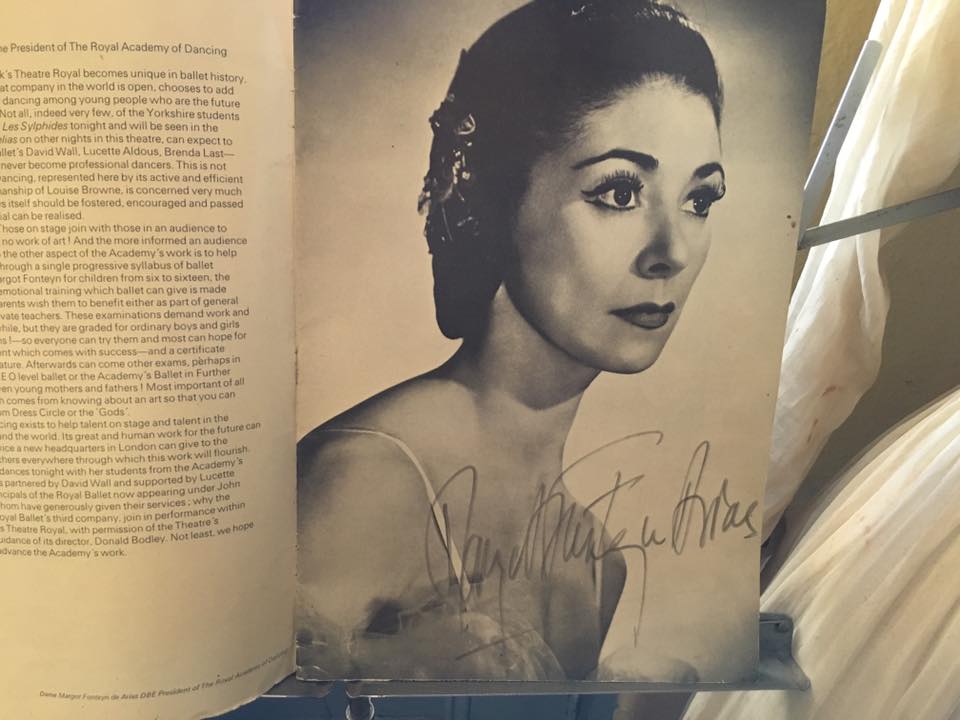 e President of The Royal Academy of Dancing
k's Theatre Royal becomes unique in ballet history,
at company in the world is open, chooses to add
dancing among young people who are the future
Not all, indeed very few, of the Yorkshire students
Les Sylphides tonight and will be seen in the
elias on other nights in this theatre, can expect to
allet's David Wall, Lucette Aldous, Brenda Last—
never become professional dancers. This is not
ancing, represented here by its active and efficient
manship of Louise Browne, is concerned very much
s itself should be fostered, encouraged and passed
ial can be realised.
hose on stage join with those in an audience to
no work of art! And the more informed an audience
the other aspect of the Academy's work is to help
hrough a single progressive syllabus of ballet
argot Fonteyn for children from six to sixteen, the
emotional training which ballet can give is made
arents wish them to benefit either as part of general
vate teachers. These examinations demand work and
while, but they are graded for ordinary boys and girls
s!—so everyone can try them and most can hope for
nt which comes with success—and a certificate
ature. Afterwards can come other exams, perhaps in
E O level ballet or the Academy's Ballet in Further
en young mothers and fathers! Most important of all
h comes from knowing about an art so that you can
om Dress Circle or the 'Gods'.
cing exists to help talent on stage and talent in the
und the world. Its great and human work for the future can
nce a new headquarters in London can give to the
chers everywhere through which this work will flourish.
dances tonight with her students from the Academy's
s partnered by David Wall and supported by Lucette
ncipals of the Royal Ballet now appearing under John
hom have generously given their services; why the
oyal Ballet's third company, join in performance within
s Theatre Royal, with permission of the Theatre's
uidance of its director, Donald Bodley. Not least, we hope
advance the Academy's work.
Dame Margot Fonteyn de Arias DBE President of The Royal Academy of Dancing
Margot Fonteyn Arias